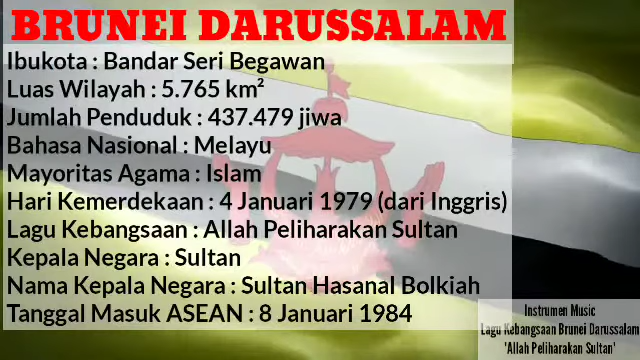 BRUNEI DARUSSALAM
Ibukota : Bandar Seri Begawan
Luas Wilayah : 5.765 km²
Jumlah Penduduk : 437.479 jiwa
Bahasa Nasional : Melayu
Mayoritas Agama : Islam
Hari Kemerdekaan : 4 Januari 1979 (dari Inggris)
Lagu Kebangsaan : Allah Peliharakan Sultan
Kepala Negara : Sultan
Nama Kepala Negara : Sultan Hasanal Bolkiah
Tanggal Masuk ASEAN : 8 Januari 1984
Instrumen Music
Lagu Kebangsaan Brunei Darussalam
'Allah Peliharakan Sultan'